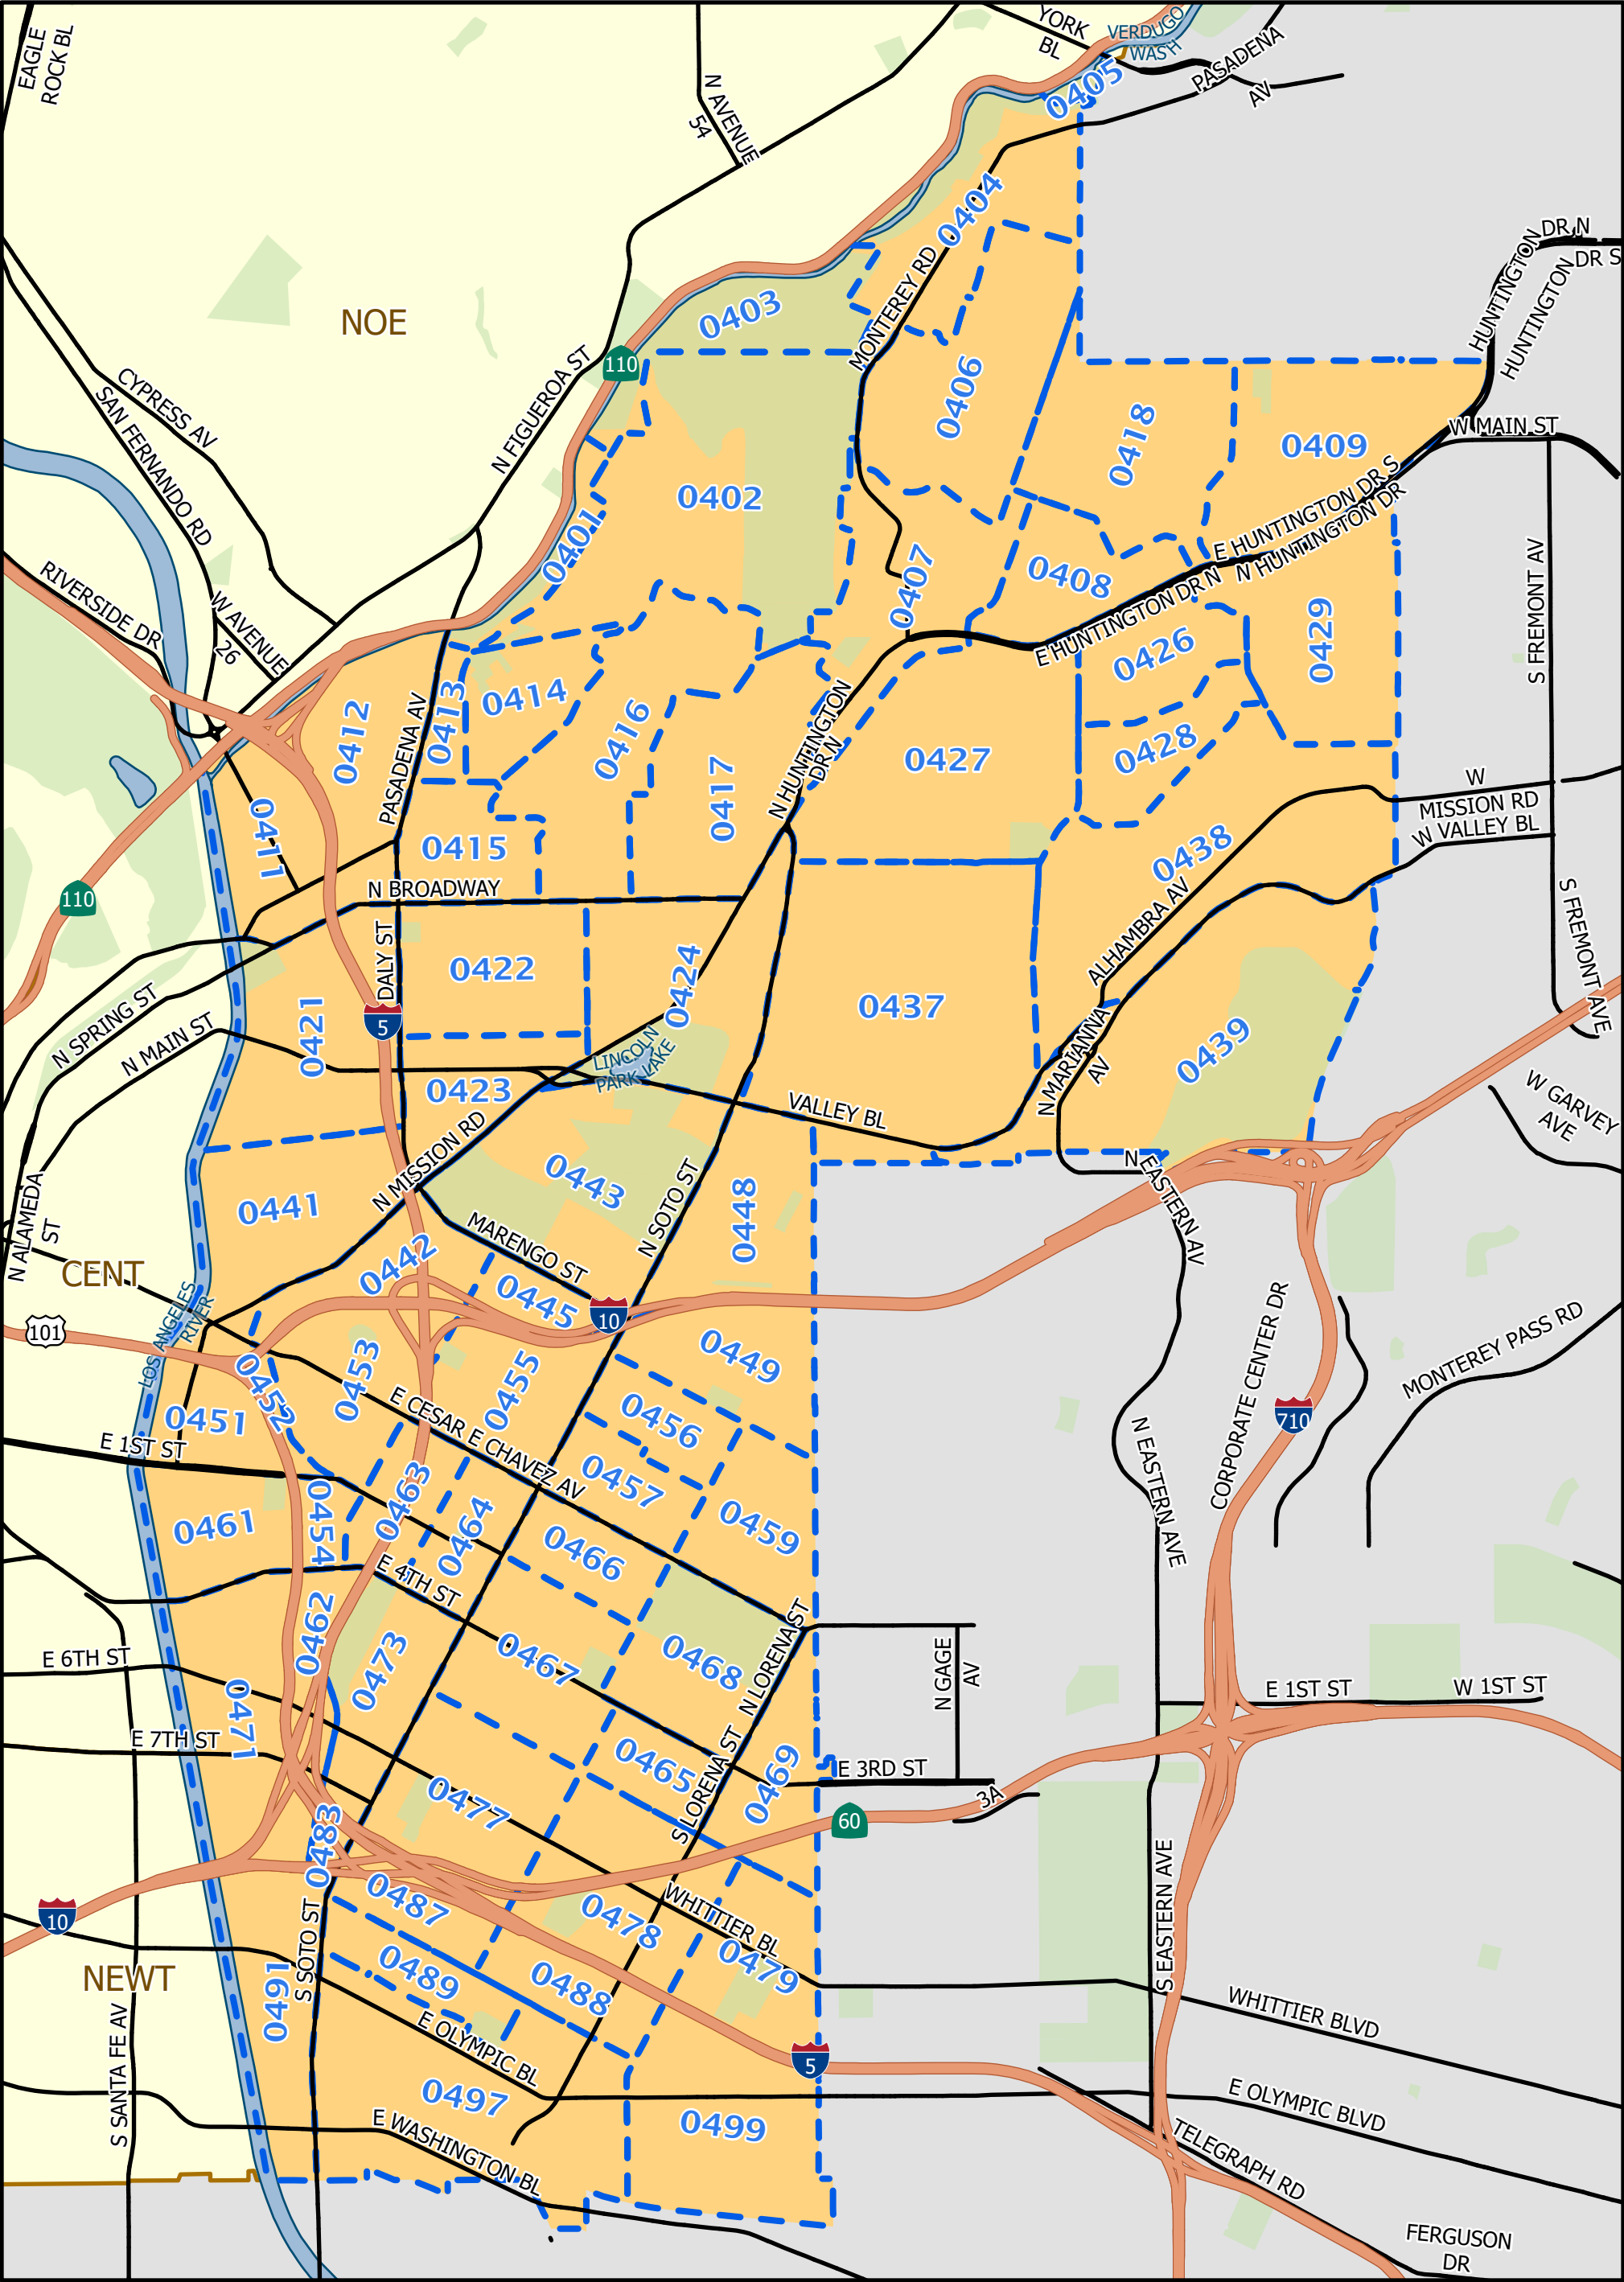 EAGLE
ROCK BL
YORK
BL
VERDUGO
WASH
PASADENA
AV
N AVENUE
54
0405
0404
HUNTINGTON
DR N
HUNTINGTON
DR S
NOE
0403
MONTEREY RD
110
N FIGUEROA ST
CYPRESS AV
SAN FERNANDO RD
0406
0418
0409
W MAIN ST
0402
0401
E HUNTINGTON DR S
N HUNTINGTON DR
RIVERSIDE DR
W AVENUE
26
0407
0408
E HUNTINGTON DR N
S FREMONT AV
0426
0429
0412
PASADENA AV
0413
0414
0416
0417
N HUNTINGTON
DR N
0427
0428
W
MISSION RD
W VALLEY BL
0411
0415
0438
110
N BROADWAY
DALY ST
0422
0424
0437
ALHAMBRA AV
S FREMONT AVE
5
0421
N SPRING ST
N MAIN ST
LINCOLN
PARK LAKE
0423
N MARIANNA
AV
0439
VALLEY BL
W GARVEY
AVE
N MISSION RD
N ALAMEDA
ST
0441
0443
N SOTO ST
0448
N
EASTERN AV
MARENGO ST
0442
0445
CENT
LOS ANGELES
RIVER
101
10
0449
0452
0453
0455
CORPORATE CENTER DR
MONTEREY PASS RD
0451
E CESAR E CHAVEZ AV
0456
710
E 1ST ST
0457
N EASTERN AVE
0461
0454
0463
0464
0459
0466
E 4TH ST
0462
0473
0467
0468
N LORENA ST
E 6TH ST
N GAGE
AV
E 1ST ST
W 1ST ST
0471
E 7TH ST
0465
S LORENA ST
0469
E 3RD ST
3A
0477
60
0483
S EASTERN AVE
10
0487
0478
WHITTIER BL
0479
S SOTO ST
NEWT
0489
0488
0491
S SANTA FE AV
E OLYMPIC BL
WHITTIER BLVD
5
0497
0499
E WASHINGTON BL
E OLYMPIC BLVD
TELEGRAPH RD
FERGUSON
DR